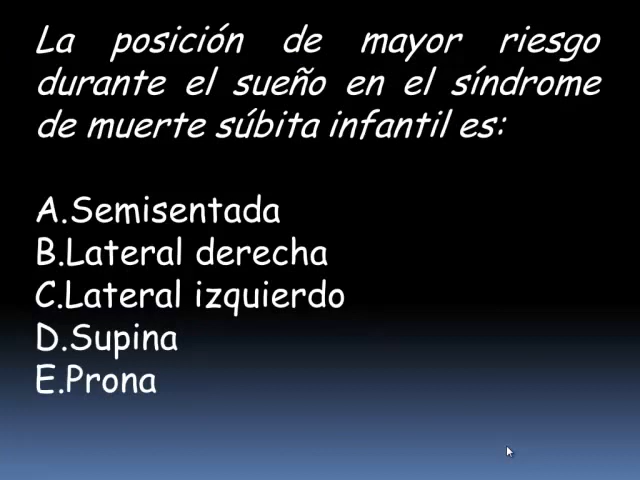 La posición de mayor riesgo
durante el sueño en el síndrome
de muerte súbita infantil es:
A.Semisentada
B.Lateral derecha
C.Lateral izquierdo
D.Supina
E.Prona